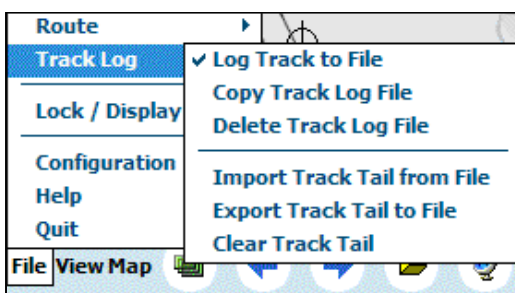 Route
Track Log
Lock / Display
Configuration
Help
Quit
File View Map
Log Track to File
Copy Track Log File
Delete Track Log File
Import Track Tail from File
Export Track Tail to File
Clear Track Tail